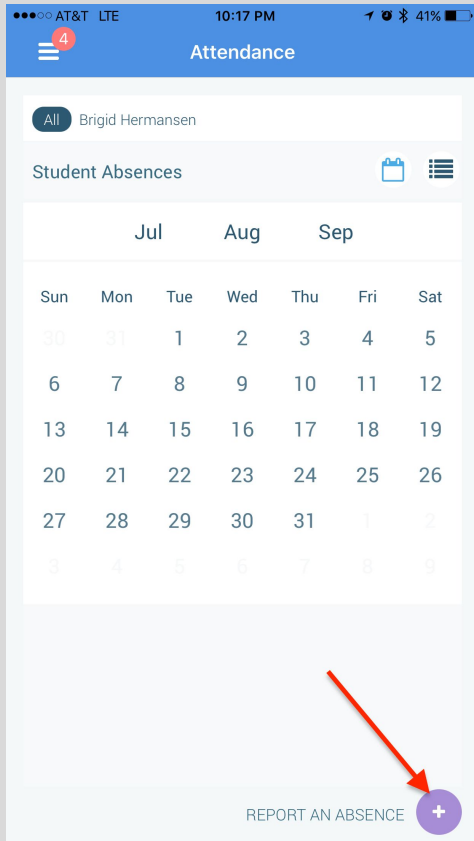 AT&T LTE 10:17 PM 41%
4
Attendance
All Brigid Hermansen
Student Absences
Jul Aug Sep
Sun Mon Tue Wed Thu Fri Sat
30 31 1 2 3 4 5
6 7 8 9 10 11 12
13 14 15 16 17 18 19
20 21 22 23 24 25 26
27 28 29 30 31 1 2
3 4 5 6 7 8 9
REPORT AN ABSENCE +